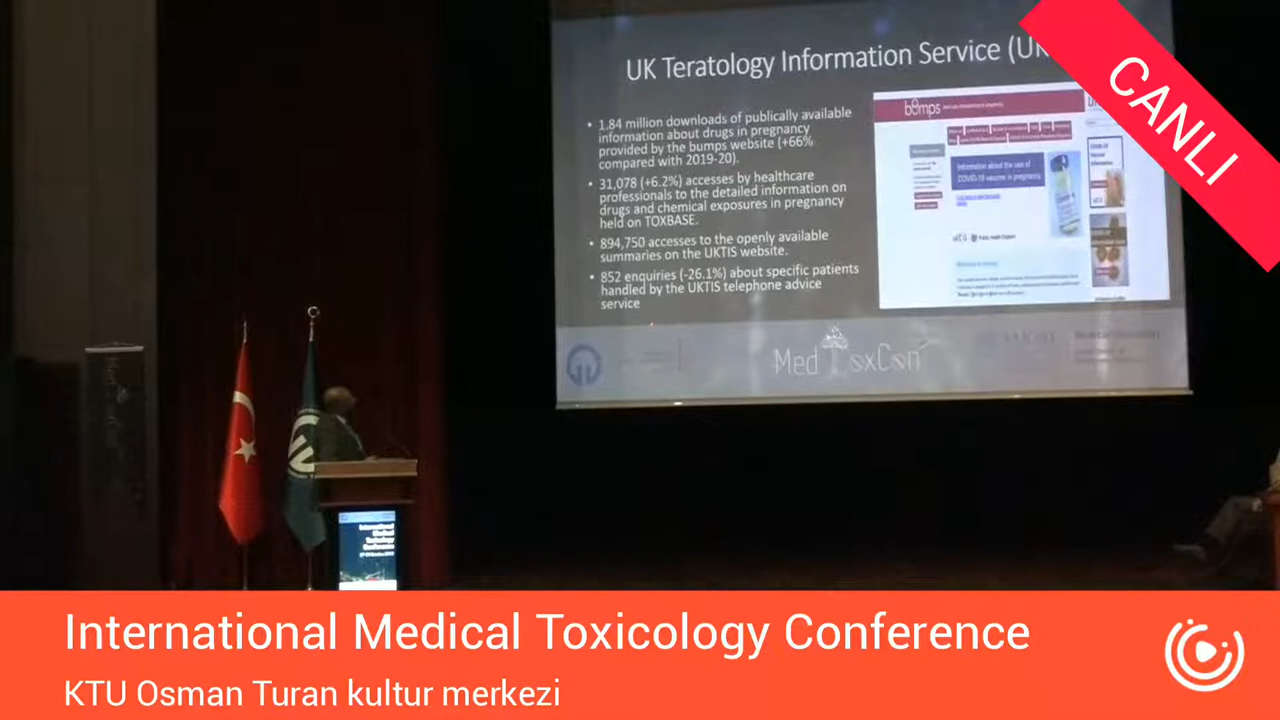 UK Teratology Information Service (UK
CANLI
• 1.84 million downloads of publically available
information about drugs in pregnancy
provided by the bumps website (+66%
compared with 2019-20).
• 31,078 (+6.2%) accesses by healthcare
professionals to the detailed information on
drugs and chemical exposures in pregnancy
held on TOXBASE.
• 894,750 accesses to the openly available
summaries on the UKTIS website.
• 852 enquiries (-26.1%) about specific patients
handled by the UKTIS telephone advice
service
bumps
Information about the use of
COVID-19 vaccine in pregnancy
MedToxCon
International
Medical
Toxicology
Conference
International Medical Toxicology Conference
KTU Osman Turan kultur merkezi